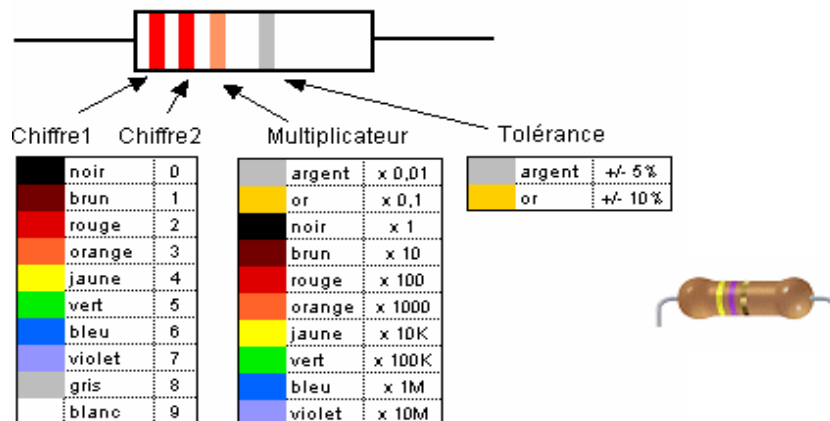 Chiffre1 Chiffre2 Multiplicateur Tolérance
noir 0
brun 1
rouge 2
orange 3
jaune 4
vert 5
bleu 6
violet 7
gris 8
blanc 9
argent x 0,01
or x 0,1
noir x 1
brun x 10
rouge x 100
orange x 1000
jaune x 10K
vert x 100K
bleu x 1M
violet x 10M
argent +/- 5%
or +/- 10%